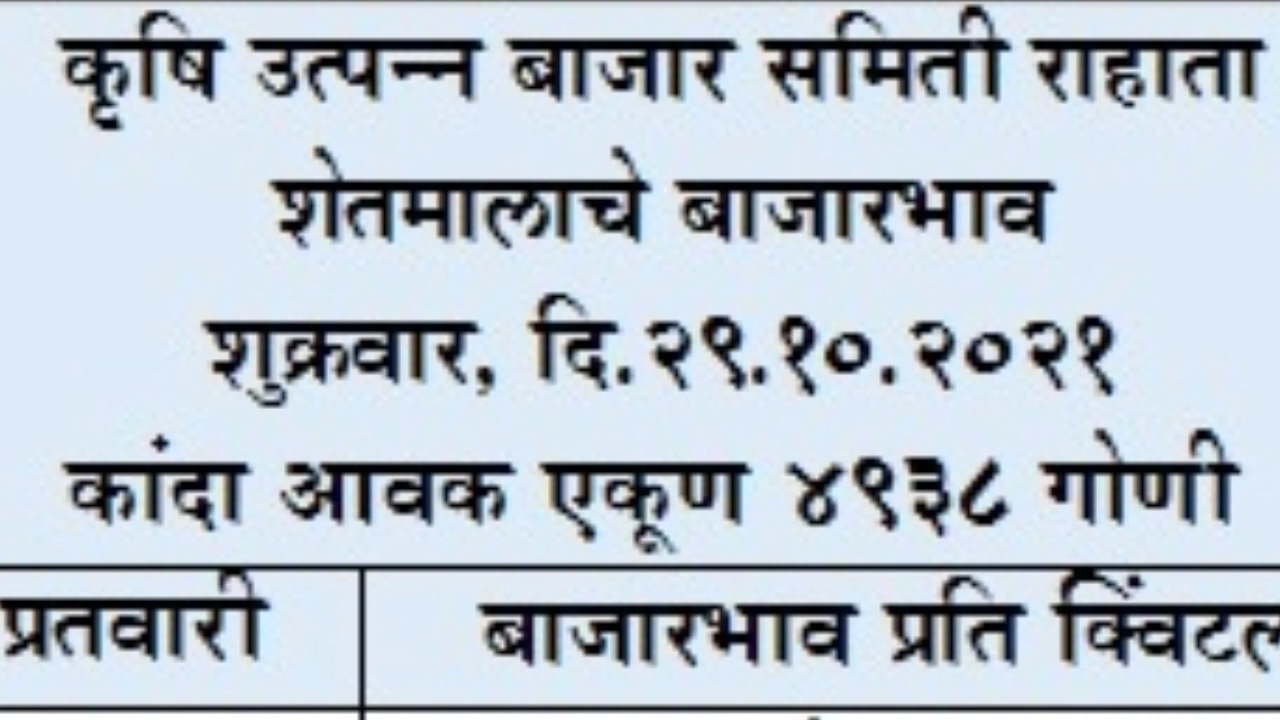 कृषि उत्पन्न बाजार समिती राहाता
शेतमालाचे बाजारभाव
शुक्रवार, दि.२९.१०.२०२१
कांदा आवक एकूण ४९३८ गोणी
प्रतवारी बाजारभाव प्रति क्विंटल